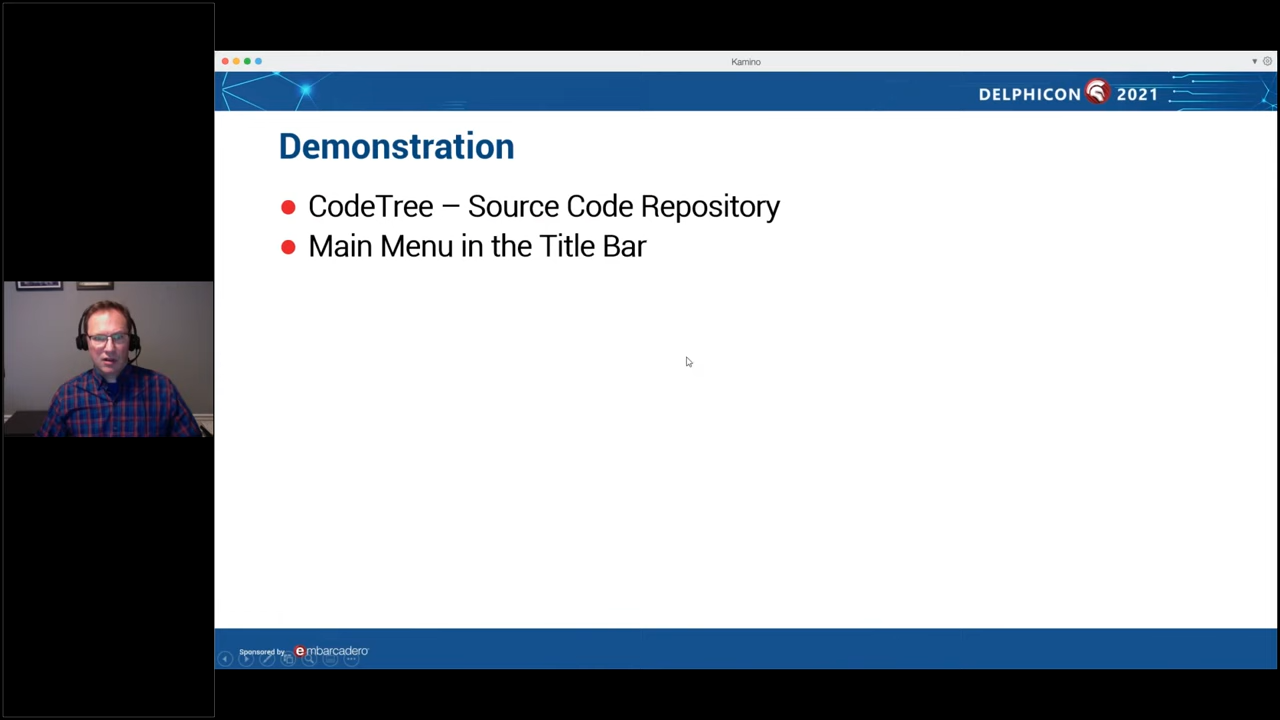 Kamino
DELPHICON 2021
Demonstration
CodeTree – Source Code Repository
Main Menu in the Title Bar
Sponsored by
embarcadero